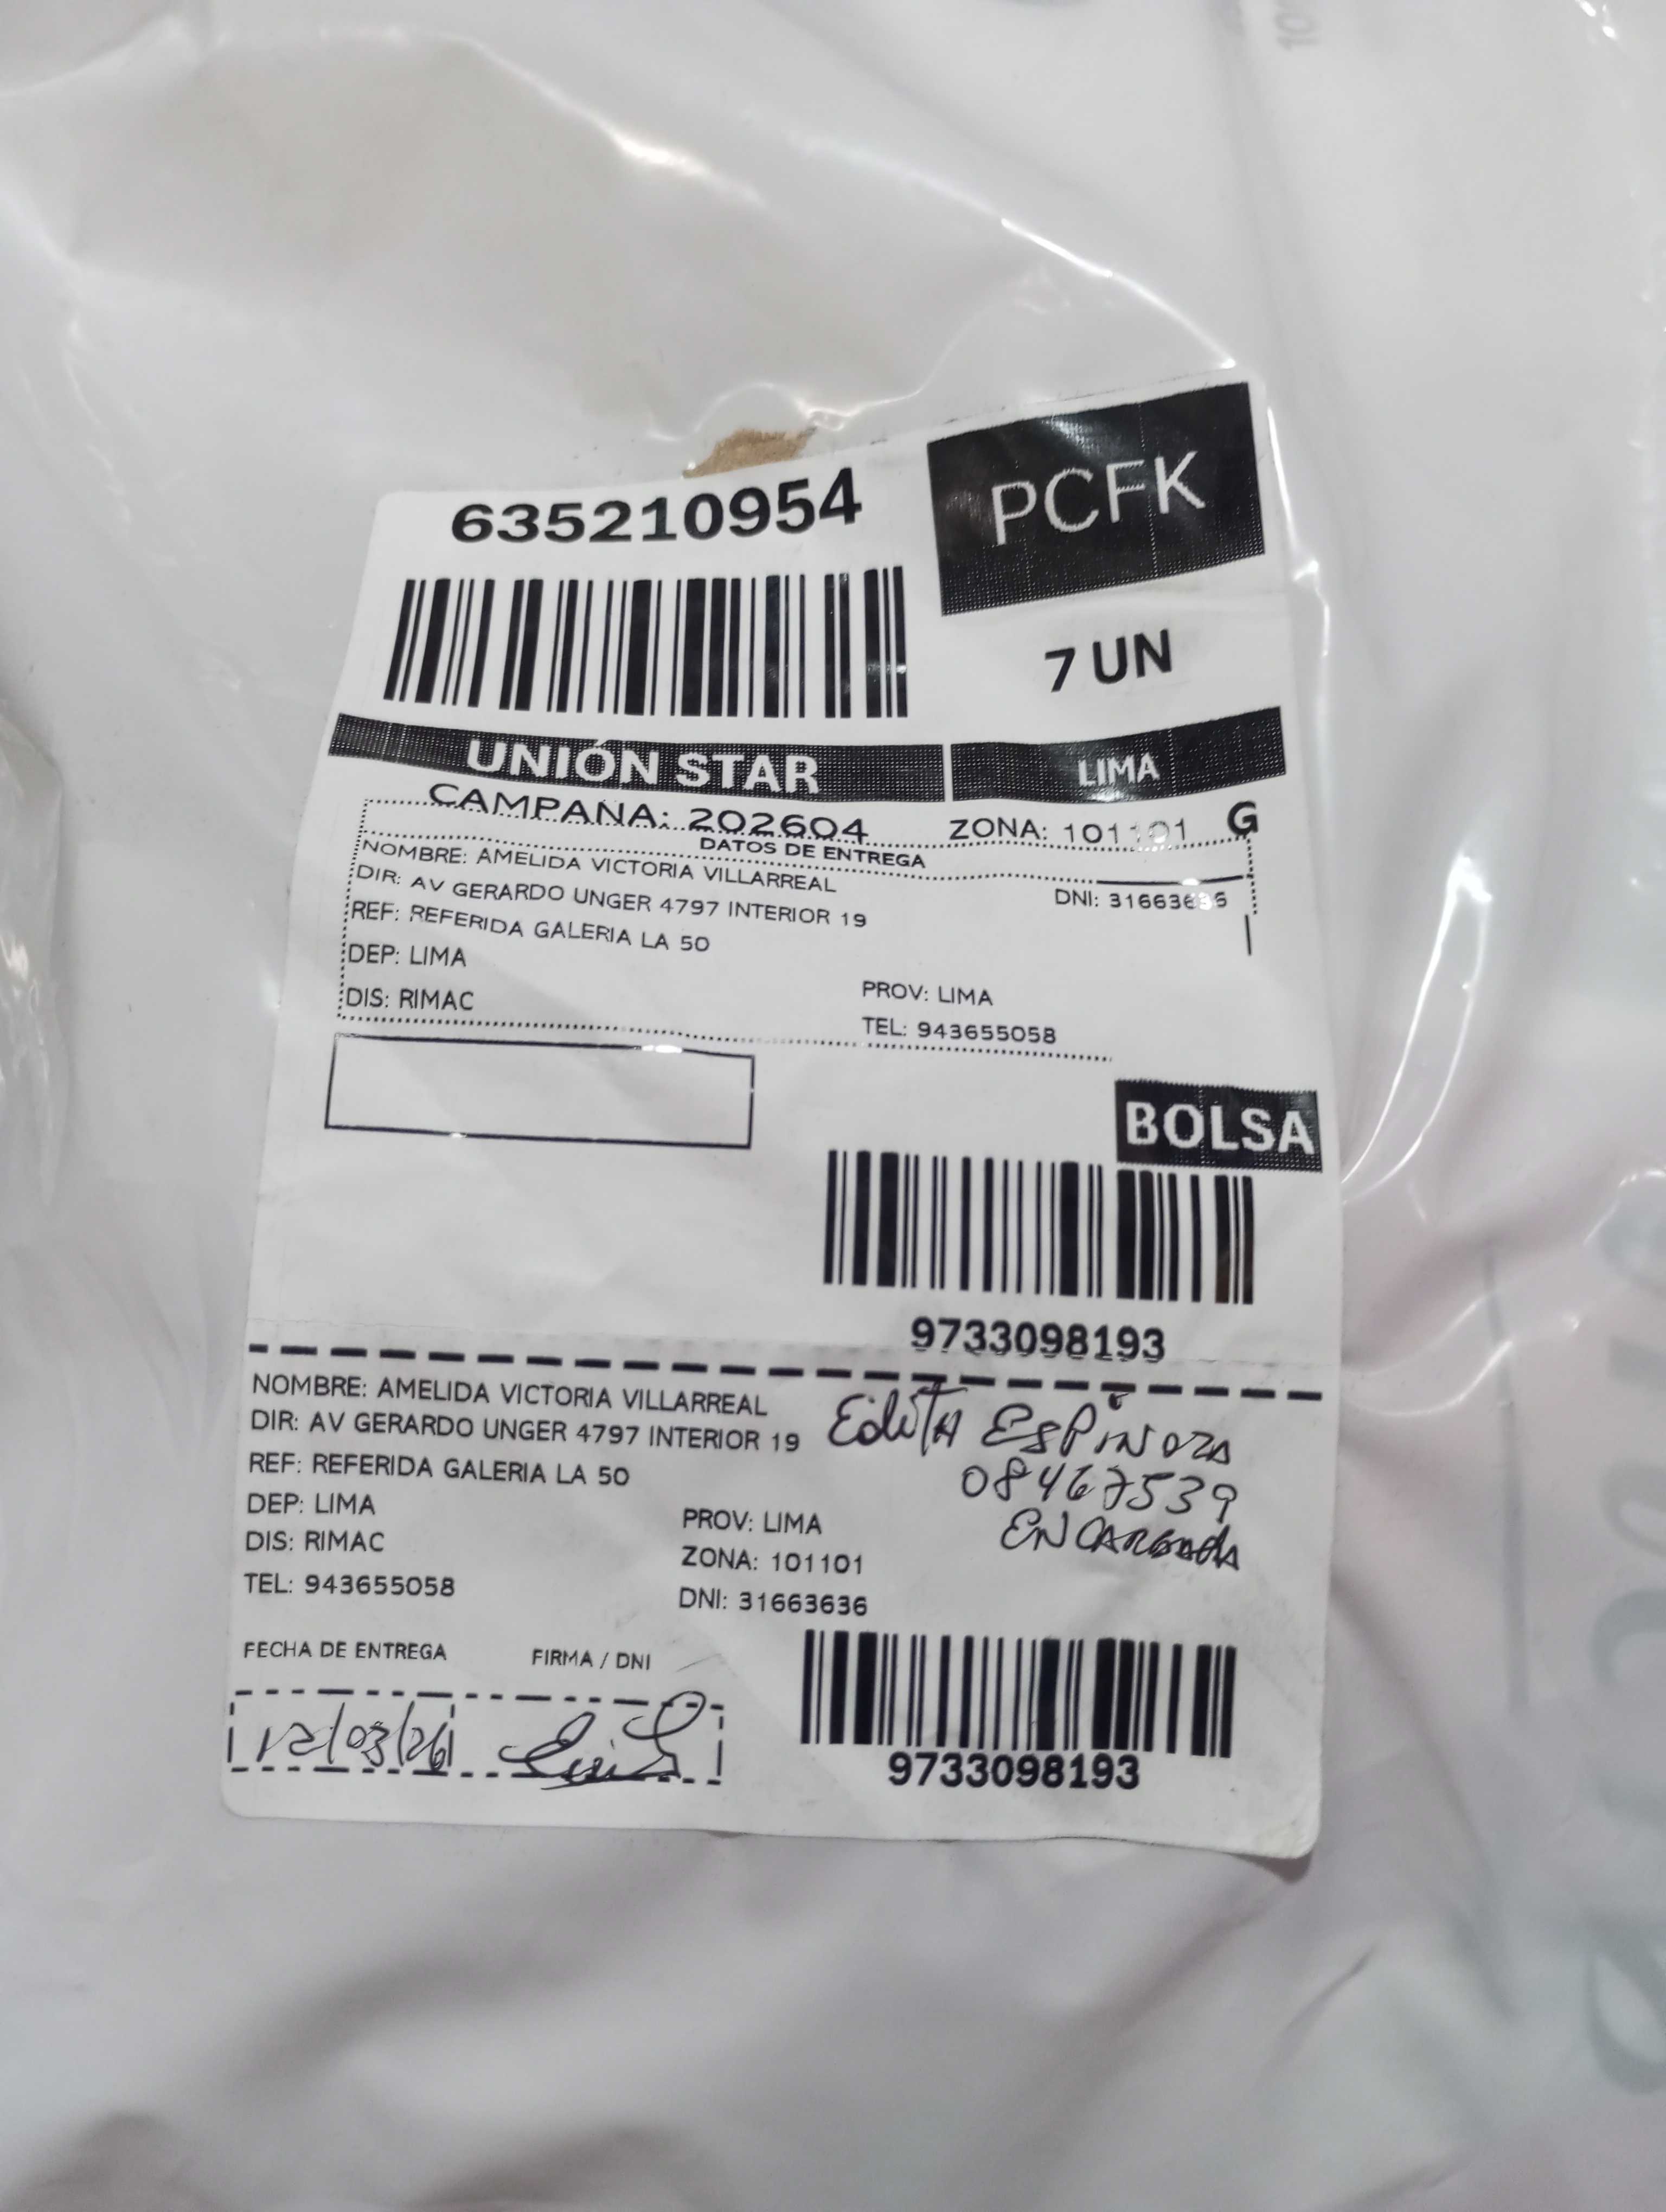 635210954
PCFK
7 UN
UNIÓN STAR
LIMA
CAMPAÑA: 202604
ZONA: 101101
G
DATOS DE ENTREGA
NOMBRE: AMELIDA VICTORIA VILLARREAL
DNI: 31663636
DIR: AV GERARDO UNGER 4797 INTERIOR 19
REF: REFERIDA GALERIA LA 50
DEP: LIMA
PROV: LIMA
DIS: RIMAC
TEL: 943655058
BOLSA
9733098193
NOMBRE: AMELIDA VICTORIA VILLARREAL
DIR: AV GERARDO UNGER 4797 INTERIOR 19
REF: REFERIDA GALERIA LA 50
DEP: LIMA
PROV: LIMA
DIS: RIMAC
ZONA: 101101
TEL: 943655058
DNI: 31663636
Edita Espinoza
08467539
ENCARGADA
FECHA DE ENTREGA
FIRMA / DNI
12/03/26
9733098193